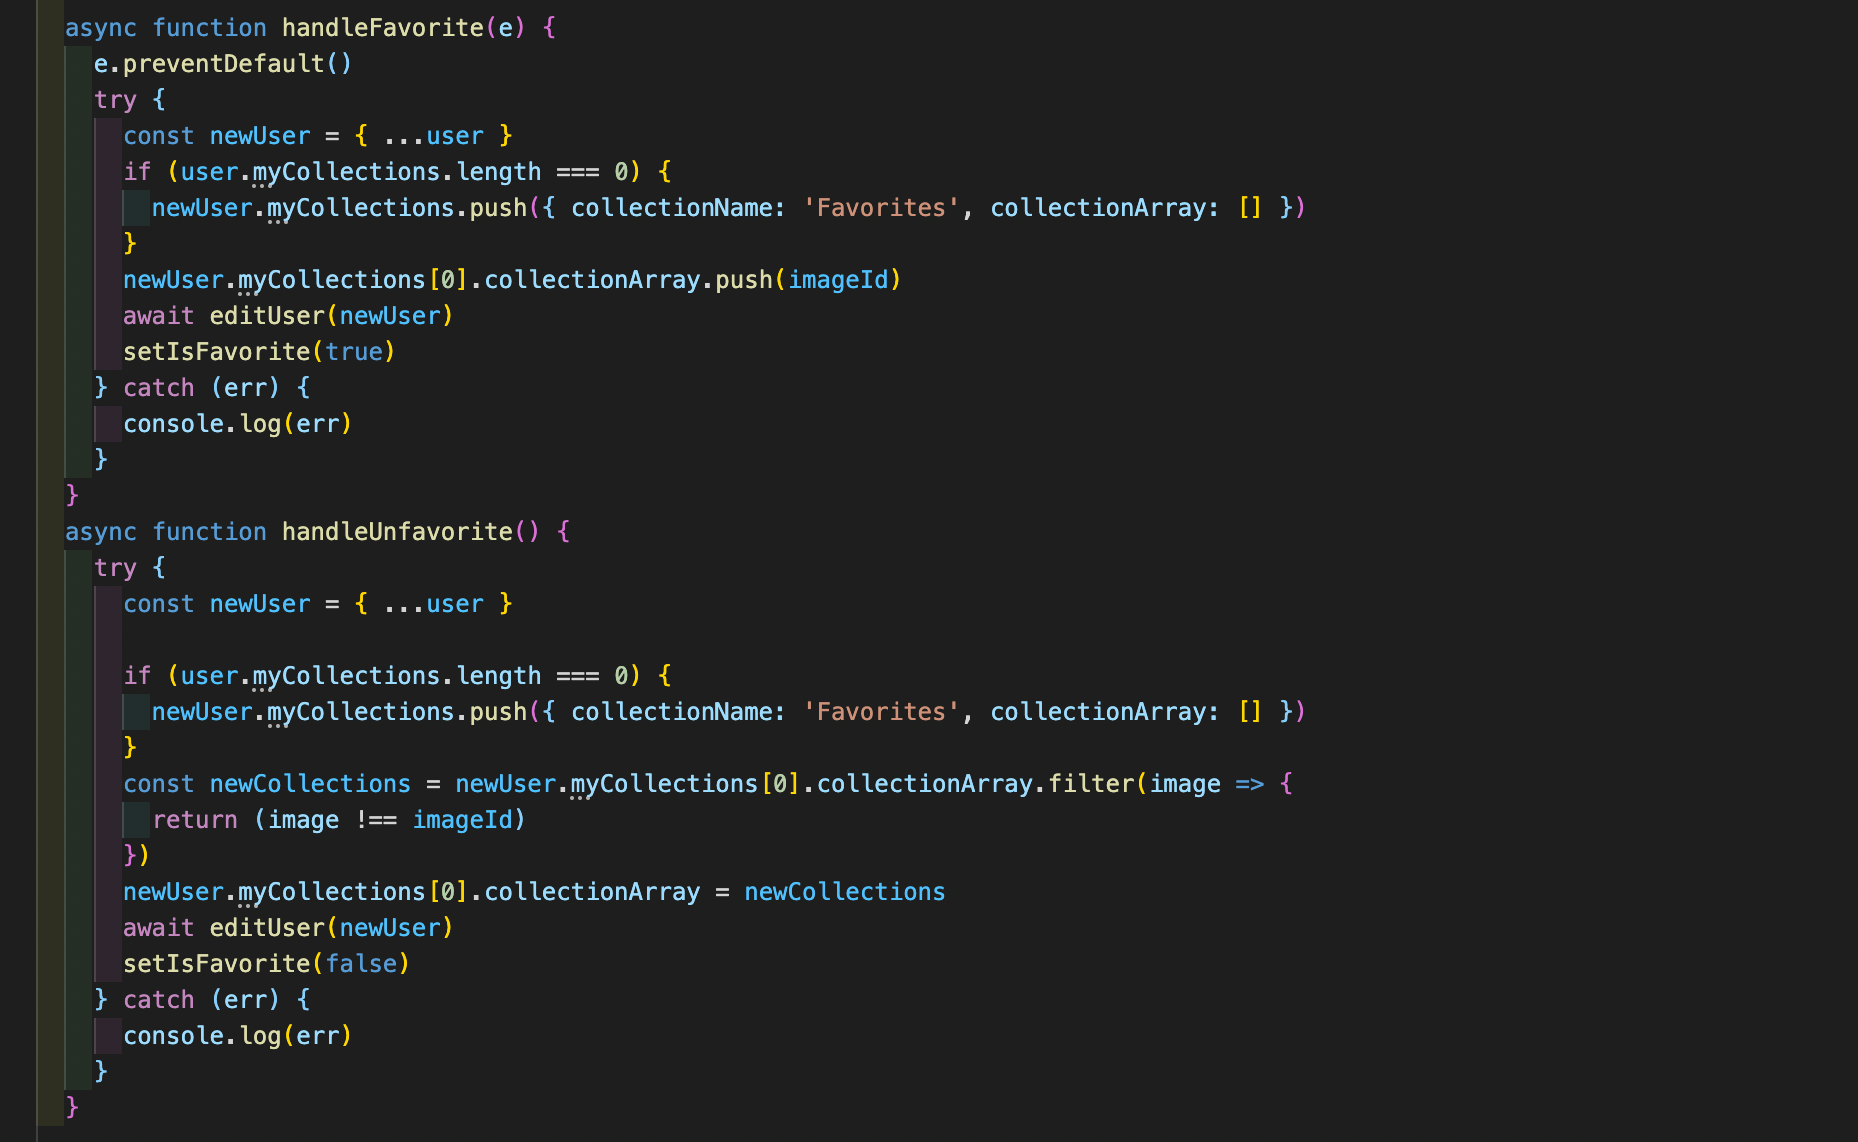 async function handleFavorite(e) {
  e.preventDefault()
  try {
    const newUser = { ...user }
    if (user.myCollections.length === 0) {
      newUser.myCollections.push({ collectionName: 'Favorites', collectionArray: [] })
    }
    newUser.myCollections[0].collectionArray.push(imageId)
    await editUser(newUser)
    setIsFavorite(true)
  } catch (err) {
    console.log(err)
  }
}
async function handleUnfavorite() {
  try {
    const newUser = { ...user }

    if (user.myCollections.length === 0) {
      newUser.myCollections.push({ collectionName: 'Favorites', collectionArray: [] })
    }
    const newCollections = newUser.myCollections[0].collectionArray.filter(image => {
      return (image !== imageId)
    })
    newUser.myCollections[0].collectionArray = newCollections
    await editUser(newUser)
    setIsFavorite(false)
  } catch (err) {
    console.log(err)
  }
}